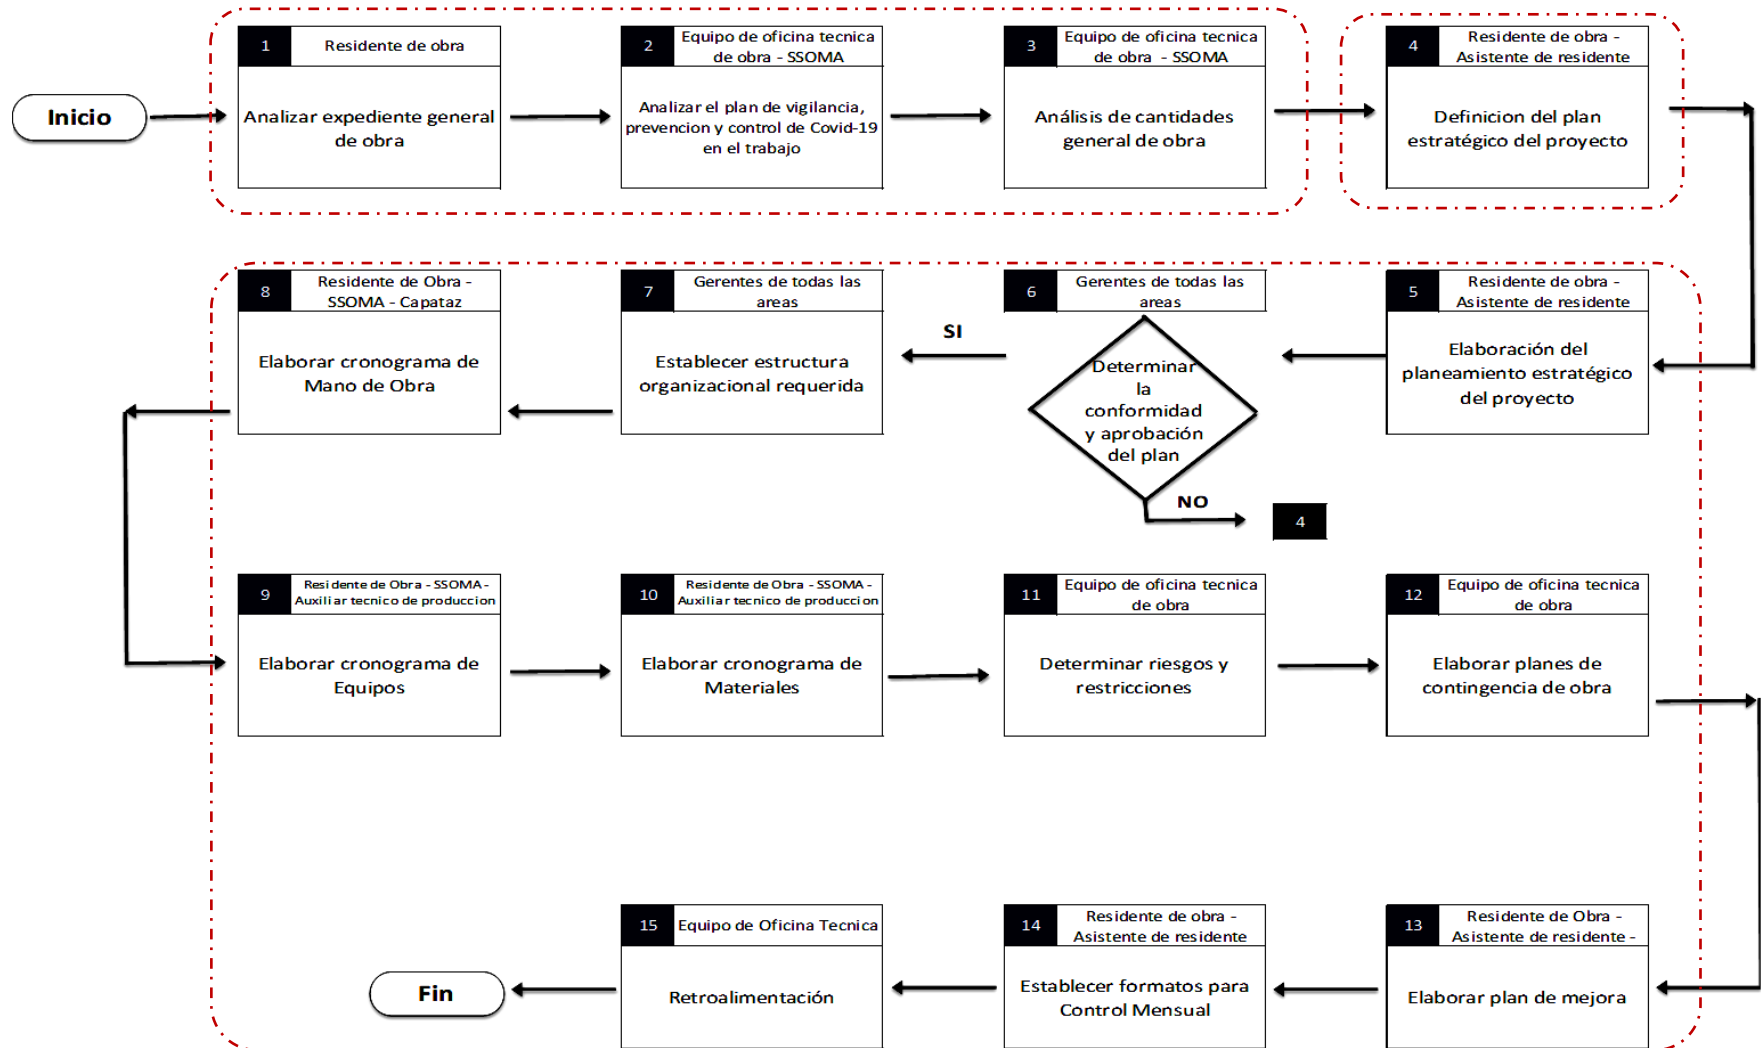 Inicio
1
Residente de obra
Analizar expediente general
de obra
2
Equipo de oficina tecnica
de obra - SSOMA
Analizar el plan de vigilancia,
prevencion y control de Covid-19
en el trabajo
3
Equipo de oficina tecnica
de obra - SSOMA
Análisis de cantidades
general de obra
4
Residente de obra -
Asistente de residente
Definicion del plan
estratégico del proyecto
8
Residente de Obra -
SSOMA - Capataz
Elaborar cronograma de
Mano de Obra
7
Gerentes de todas las
areas
Establecer estructura
organizacional requerida
SI
6
Gerentes de todas las
areas
Determinar
la
conformidad
y aprobación
del plan
NO
4
5
Residente de obra -
Asistente de residente
Elaboración del
planeamiento estratégico
del proyecto
9
Residente de Obra - SSOMA -
Auxiliar tecnico de produccion
Elaborar cronograma de
Equipos
10
Residente de Obra - SSOMA -
Auxiliar tecnico de produccion
Elaborar cronograma de
Materiales
11
Equipo de oficina tecnica
de obra
Determinar riesgos y
restricciones
12
Equipo de oficina tecnica
de obra
Elaborar planes de
contingencia de obra
Fin
15
Equipo de Oficina Tecnica
Retroalimentación
14
Residente de obra -
Asistente de residente
Establecer formatos para
Control Mensual
13
Residente de Obra -
Asistente de residente -
Elaborar plan de mejora